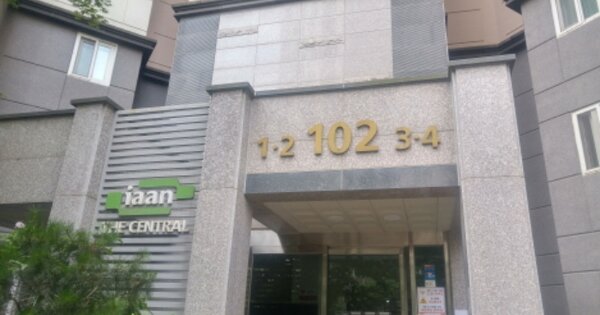 1·2 102 3·4
iaan
THE CENTRAL